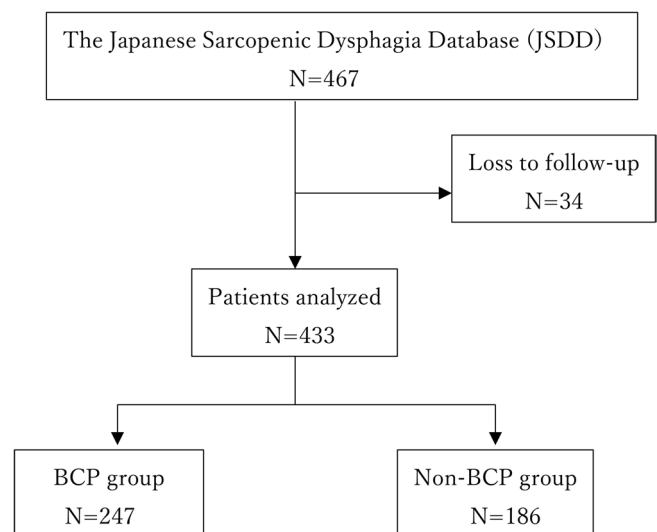 The Japanese Sarcopenic Dysphagia Database (JSDD)
N=467
Loss to follow-up
N=34
Patients analyzed
N=433
BCP group
N=247
Non-BCP group
N=186